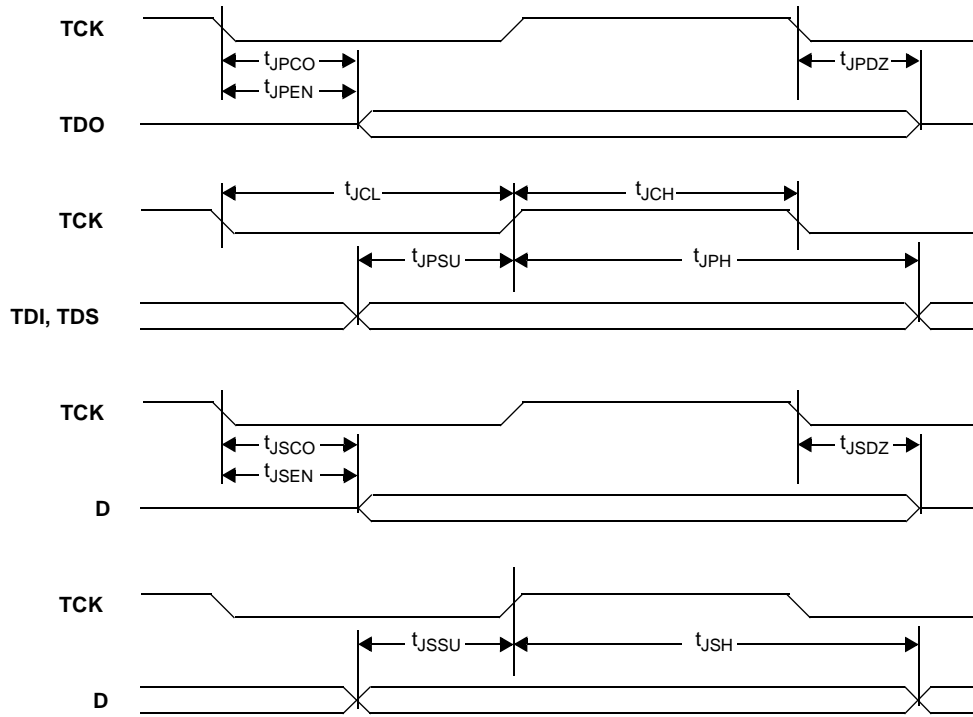 TCK
tJPCO
tJPDZ
tJPEN
TDO
tJCL
tJCH
TCK
tJPSU
tJPH
TDI, TDS
TCK
tJSCO
tJSDZ
tJSEN
D
TCK
tJSSU
tJSH
D